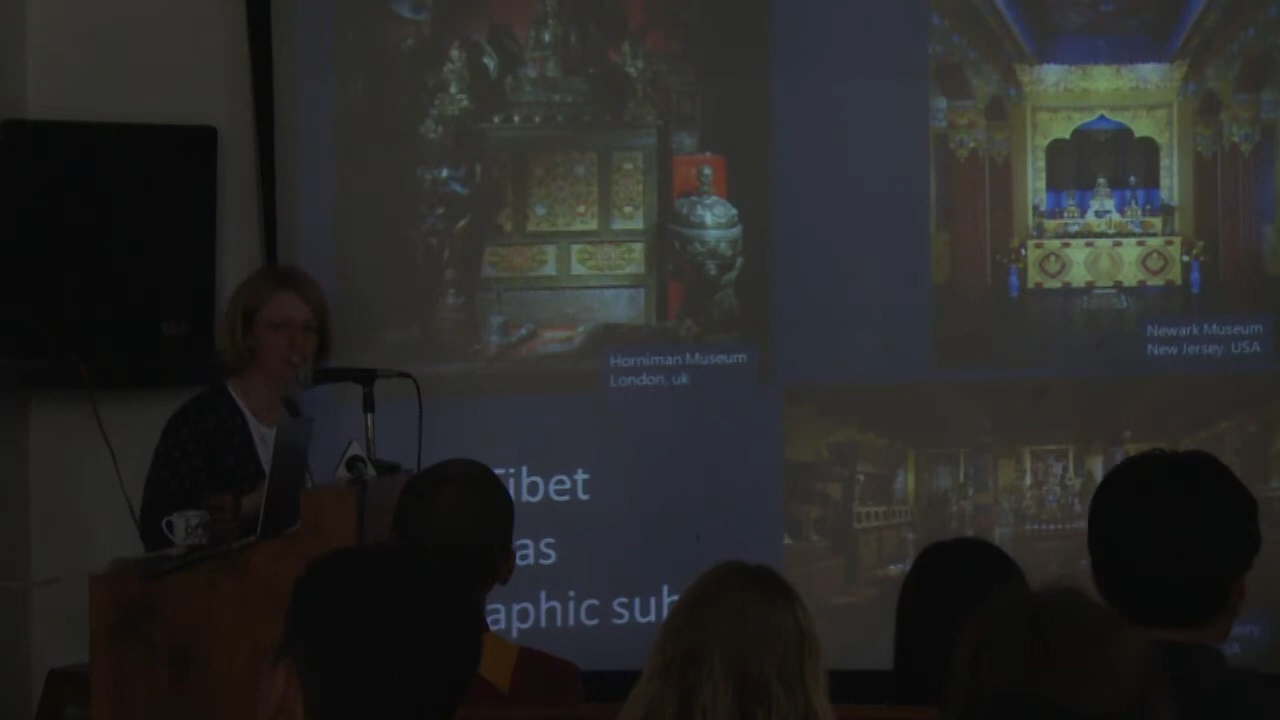 Horniman Museum
London, uk
Newark Museum
New Jersey. USA
Tibet
as
aphic sub